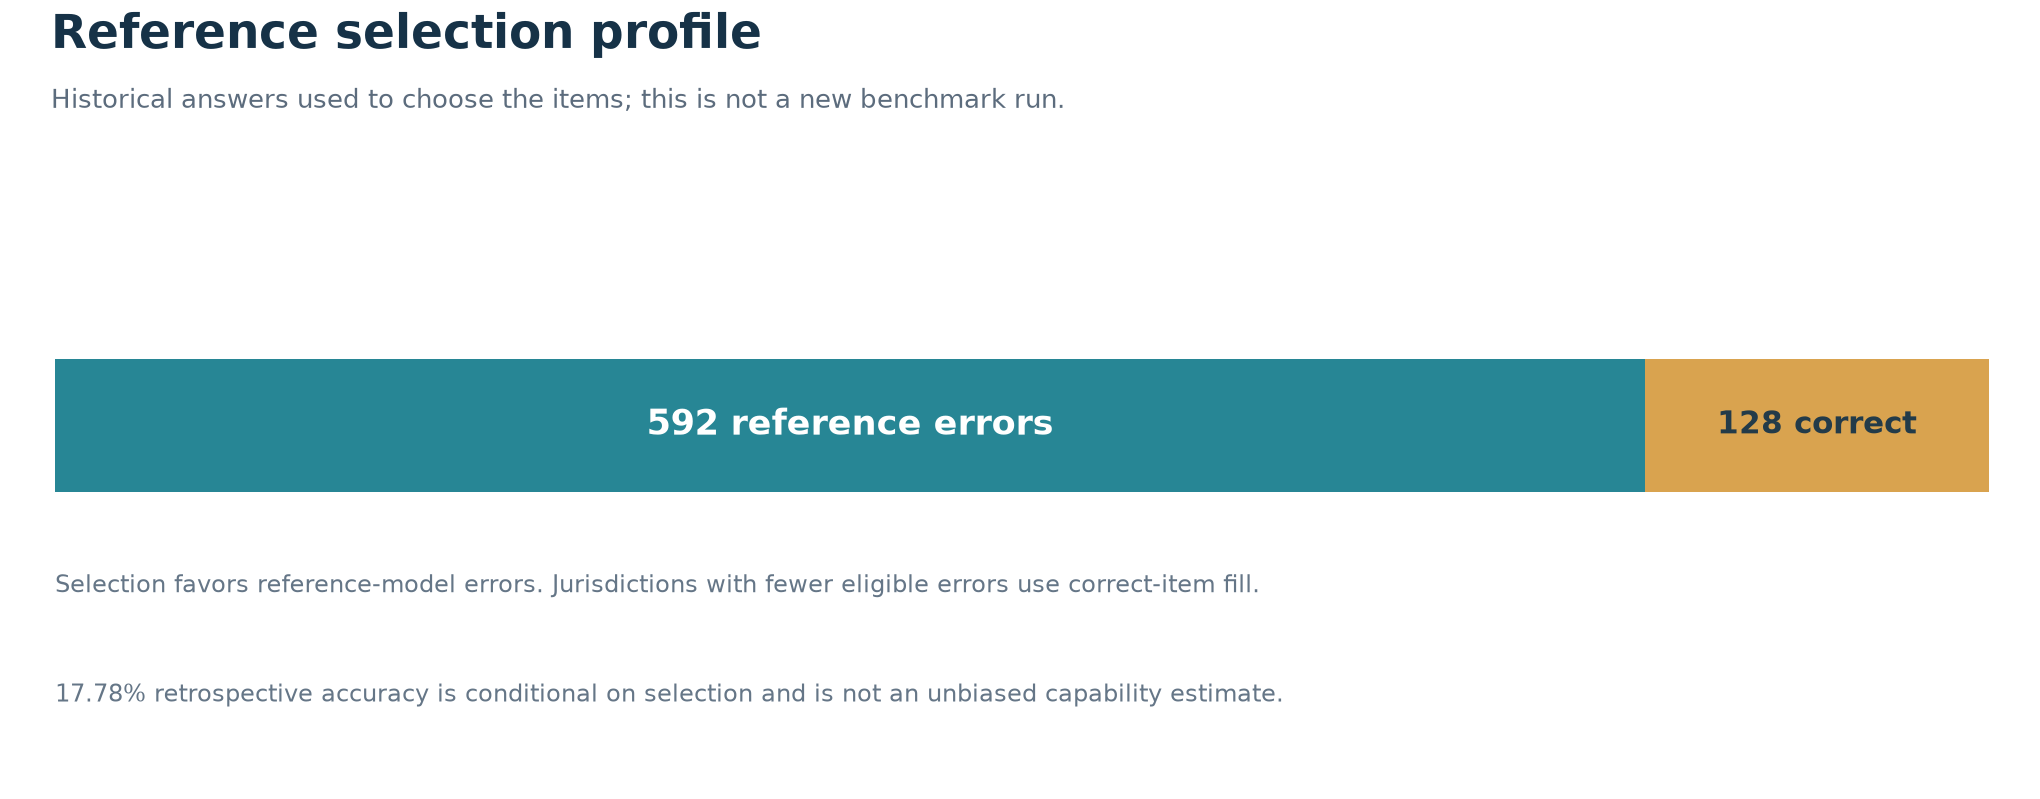 Reference selection profile
Historical answers used to choose the items; this is not a new benchmark run.
592 reference errors
128 correct
Selection favors reference-model errors. Jurisdictions with fewer eligible errors use correct-item fill.
17.78% retrospective accuracy is conditional on selection and is not an unbiased capability estimate.